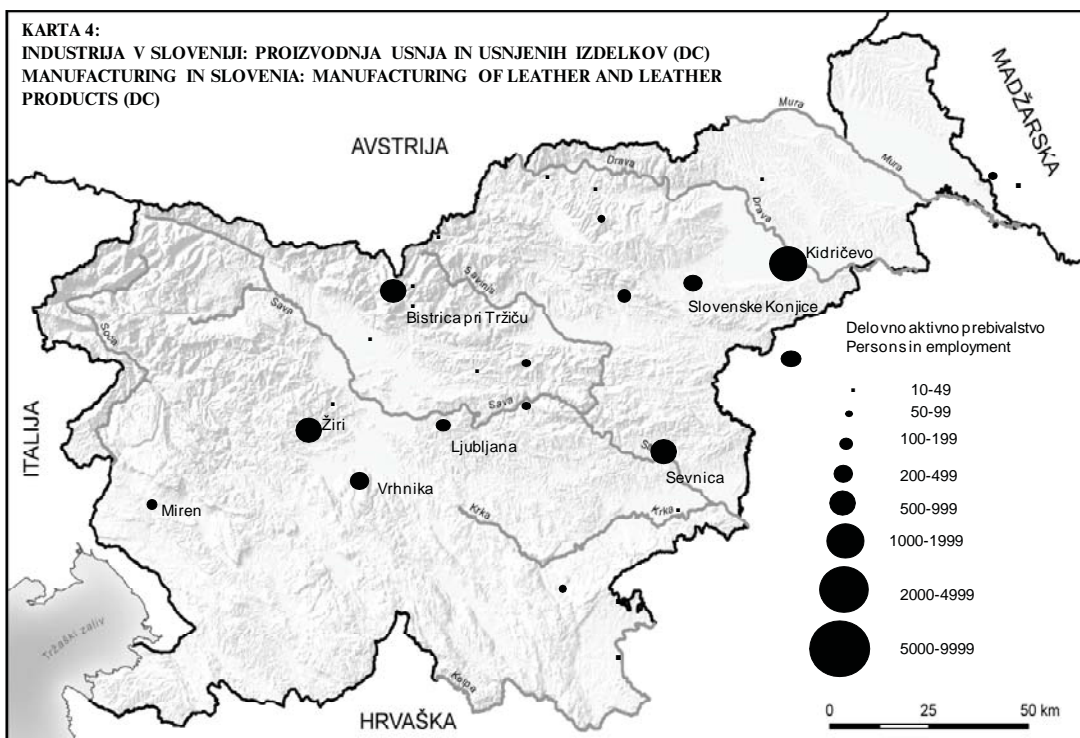 KARTA 4:
INDUSTRIJA V SLOVENIJI: PROIZVODNJA USNJA IN USNJENIH IZDELKOV (DC)
MANUFACTURING IN SLOVENIA: MANUFACTURING OF LEATHER AND LEATHER
PRODUCTS (DC)
MADŽARSKA
AVSTRIJA
Mura
Mura
Drava
Drava
Kidričevo
Savinja
Slovenske Konjice
Bistrica pri Tržiču
Sava
Soča
ITALIJA
Sava
Žiri
Ljubljana
Sevnica
Vrhnika
Miren
Krka
Krka
Tržaški zaliv
Kolpa
HRVAŠKA
Delovno aktivno prebivalstvo
Persons in employment
10-49
50-99
100-199
200-499
500-999
1000-1999
2000-4999
5000-9999
0 25 50 km